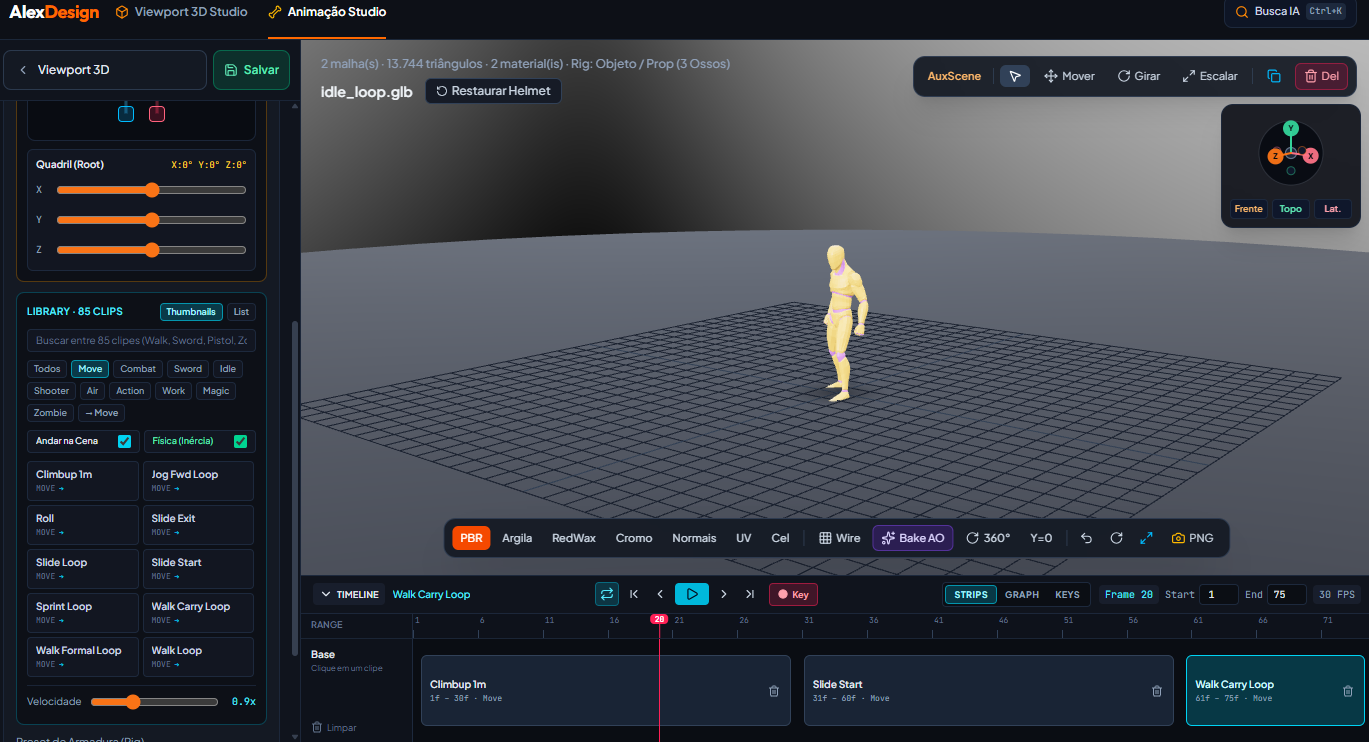 AlexDesign Viewport 3D Studio Animação Studio Busca IA Ctrl+K
Viewport 3D Salvar
2 malha(s) · 13.744 triângulos · 2 material(is) · Rig: Objeto / Prop (3 Ossos)
idle_loop.glb Restaurar Helmet
AuxScene Mover Girar Escalar Del
Y
Z X
Frente Topo Lat.
Quadril (Root) X:0° Y:0° Z:0°
X
Y
Z
LIBRARY · 85 CLIPS Thumbnails List
Buscar entre 85 clipes (Walk, Sword, Pistol, Zo
Todos Move Combat Sword Idle
Shooter Air Action Work Magic
Zombie → Move
Andar na Cena Física (Inércia)
Climbup 1m Jog Fwd Loop
MOVE → MOVE →
Roll Slide Exit
MOVE → MOVE →
Slide Loop Slide Start
MOVE → MOVE →
Sprint Loop Walk Carry Loop
MOVE → MOVE →
Walk Formal Loop Walk Loop
MOVE → MOVE →
Velocidade 0.9x
Preset de Armadura (Rig)
PBR Argila RedWax Cromo Normais UV Cel Wire Bake AO 360° Y=0 PNG
TIMELINE Walk Carry Loop Key STRIPS GRAPH KEYS Frame 20 Start 1 End 75 30 FPS
RANGE 1 6 11 16 20 21 26 31 36 41 46 51 56 61 66 71
Base
Clique em um clipe
Limpar
Climbup 1m
1f – 30f · Move
Slide Start
31f – 60f · Move
Walk Carry Loop
61f – 75f · Move